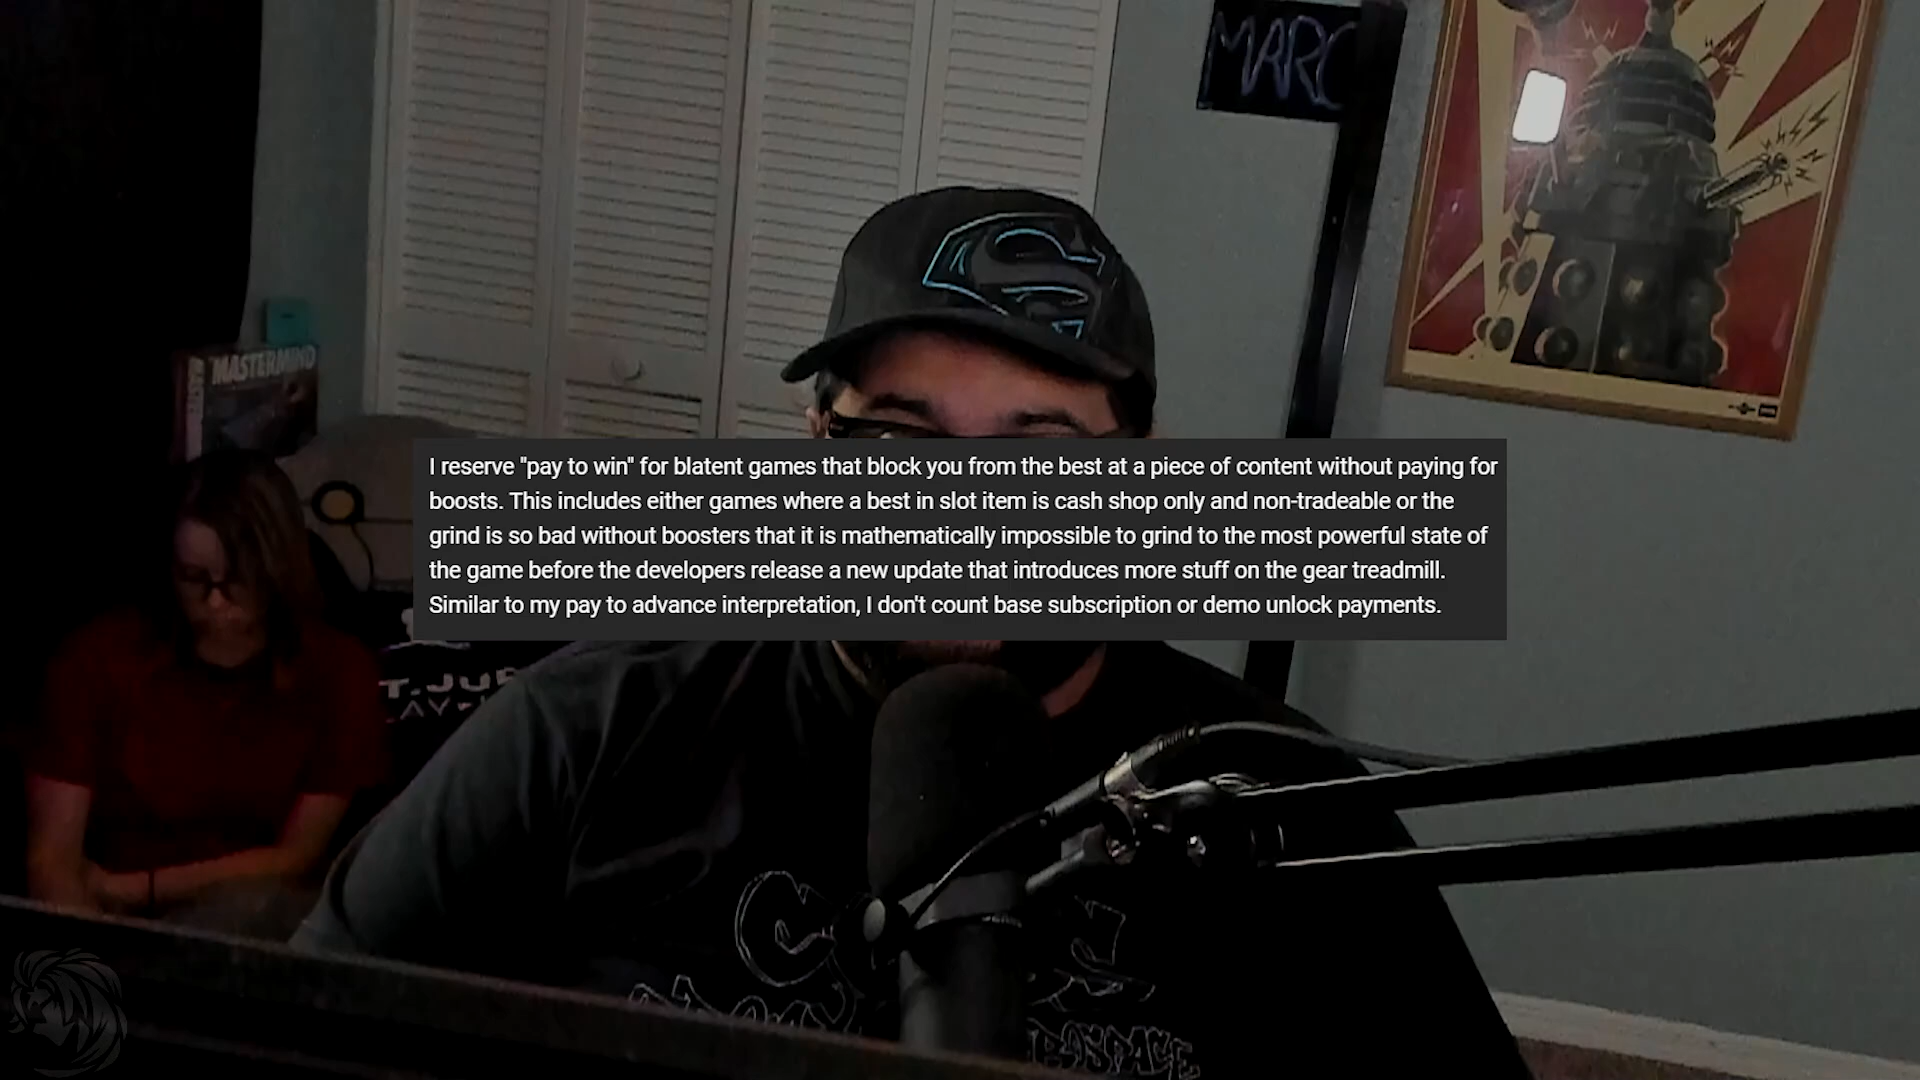 MARC
"MASTERMIND
I reserve "pay to win" for blatent games that block you from the best at a piece of content without paying for
boosts. This includes either games where a best in slot item is cash shop only and non-tradeable or the
grind is so bad without boosters that it is mathematically impossible to grind to the most powerful state of
the game before the developers release a new update that introduces more stuff on the gear treadmill.
Similar to my pay to advance interpretation, I don't count base subscription or demo unlock payments.